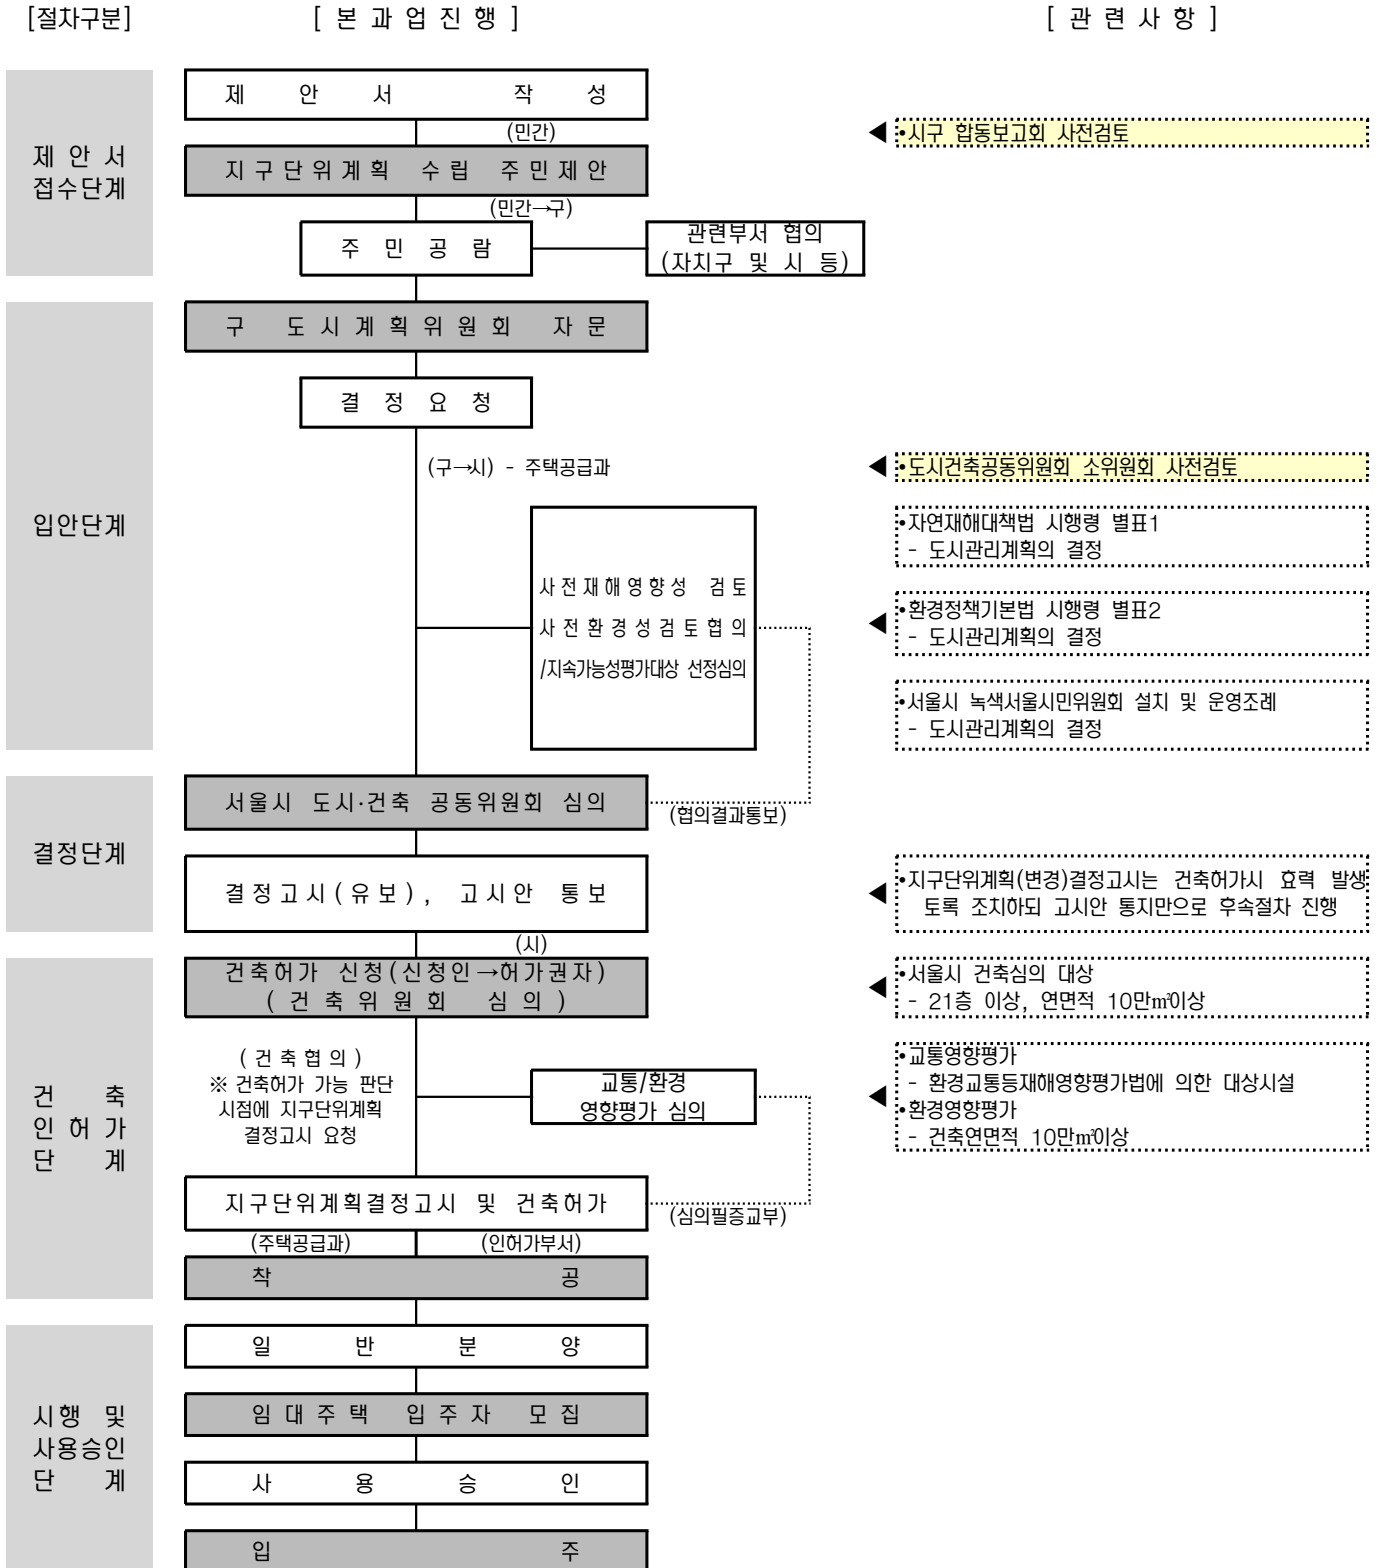 [절차구분] [ 본 과 업 진 행 ] [ 관 련 사 항 ]
제 안 서
접수단계
제 안 서 작 성
(민간)
•시구 합동보고회 사전검토
지구단위계획 수립 주민제안
(민간→구)
주 민 공 람
관련부서 협의
(자치구 및 시 등)
입안단계
구 도시계획위원회 자문
결 정 요 청
(구→시) - 주택공급과
•도시건축공동위원회 소위원회 사전검토
•자연재해대책법 시행령 별표1
- 도시관리계획의 결정
사전재해영향성 검토
사전환경성검토협의
/지속가능성평가대상 선정심의
•환경정책기본법 시행령 별표2
- 도시관리계획의 결정
•서울시 녹색서울시민위원회 설치 및 운영조례
- 도시관리계획의 결정
결정단계
서울시 도시·건축 공동위원회 심의
(협의결과통보)
결정고시(유보), 고시안 통보
(시)
•지구단위계획(변경)결정고시는 건축허가시 효력 발생
토록 조치하되 고시안 통지만으로 후속절차 진행
건 축
인 허 가
단 계
건축허가 신청(신청인→허가권자)
(건축위원회 심의)
•서울시 건축심의 대상
- 21층 이상, 연면적 10만㎡이상
(건축협의)
※ 건축허가 가능 판단
시점에 지구단위계획
결정고시 요청
교통/환경
영향평가 심의
•교통영향평가
- 환경교통등재해영향평가법에 의한 대상시설
•환경영향평가
- 건축연면적 10만㎡이상
지구단위계획결정고시 및 건축허가
(심의필증교부)
(주택공급과) (인허가부서)
착 공
시행 및
사용승인
단 계
일 반 분 양
임대주택 입주자 모집
사 용 승 인
입 주